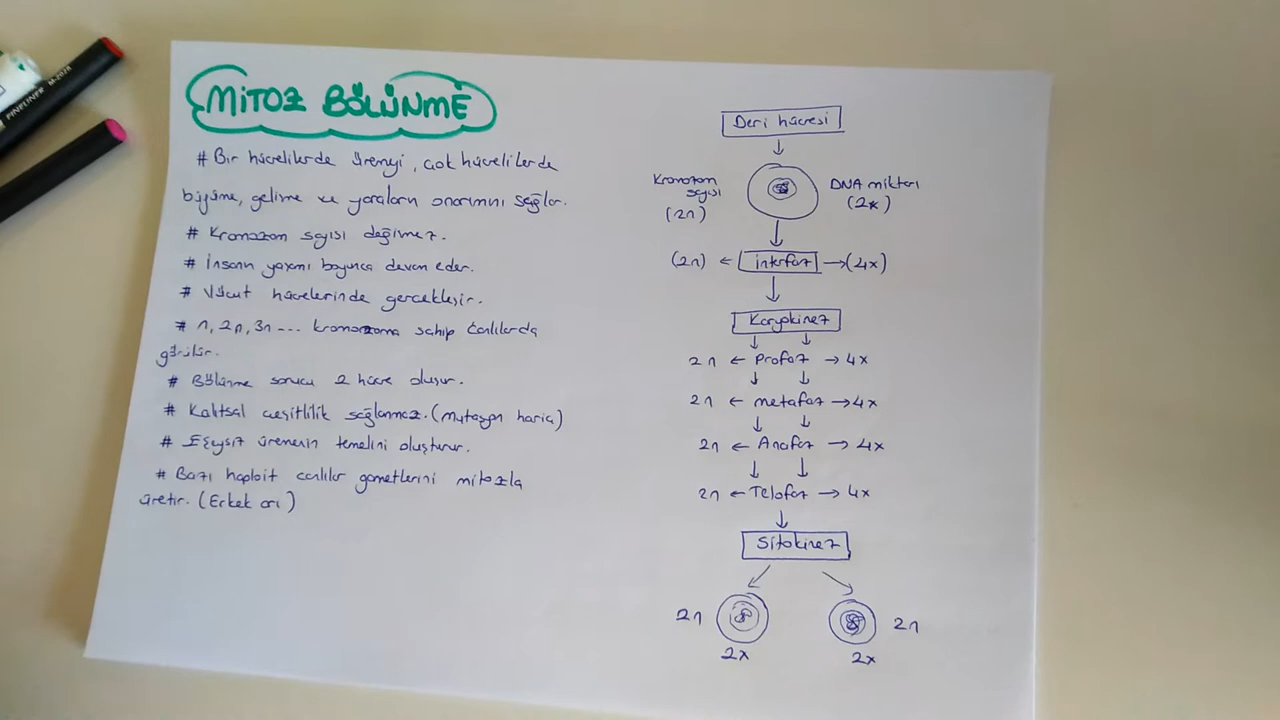 FINELINER M-2028
MİTOZ BÖLÜNME
# Bir hücrelilerde üremeyi, çok hücrelilerde
büyüme, gelişme ve yaraların onarımını sağlar.
# Kromozom sayısı değişmez.
# İnsanın yaşamı boyunca devam eder.
# Vücut hücrelerinde gerçekleşir.
# n, 2n, 3n --- kromozoma sahip canlılarda
görülür.
# Bölünme sonucu 2 hücre oluşur.
# Kalıtsal çeşitlilik sağlanmaz. (Mutasyon hariç)
# Eşeysiz üremenin temelini oluşturur.
# Bazı haploit canlılar gametlerini mitozla
üretir. (Erkek arı)
Deri hücresi
↓
Kromozom
sayısı
(2n)
DNA miktarı
(2x)
↓
(2n) ← İnterfaz → (4x)
↓
Karyokinez
↓ ↓
2n ← Profaz → 4x
↓ ↓
2n ← metafaz → 4x
↓ ↓
2n ← Anafaz → 4x
↓ ↓
2n ← Telofaz → 4x
↓
Sitokinez
2n 2n
2x 2x